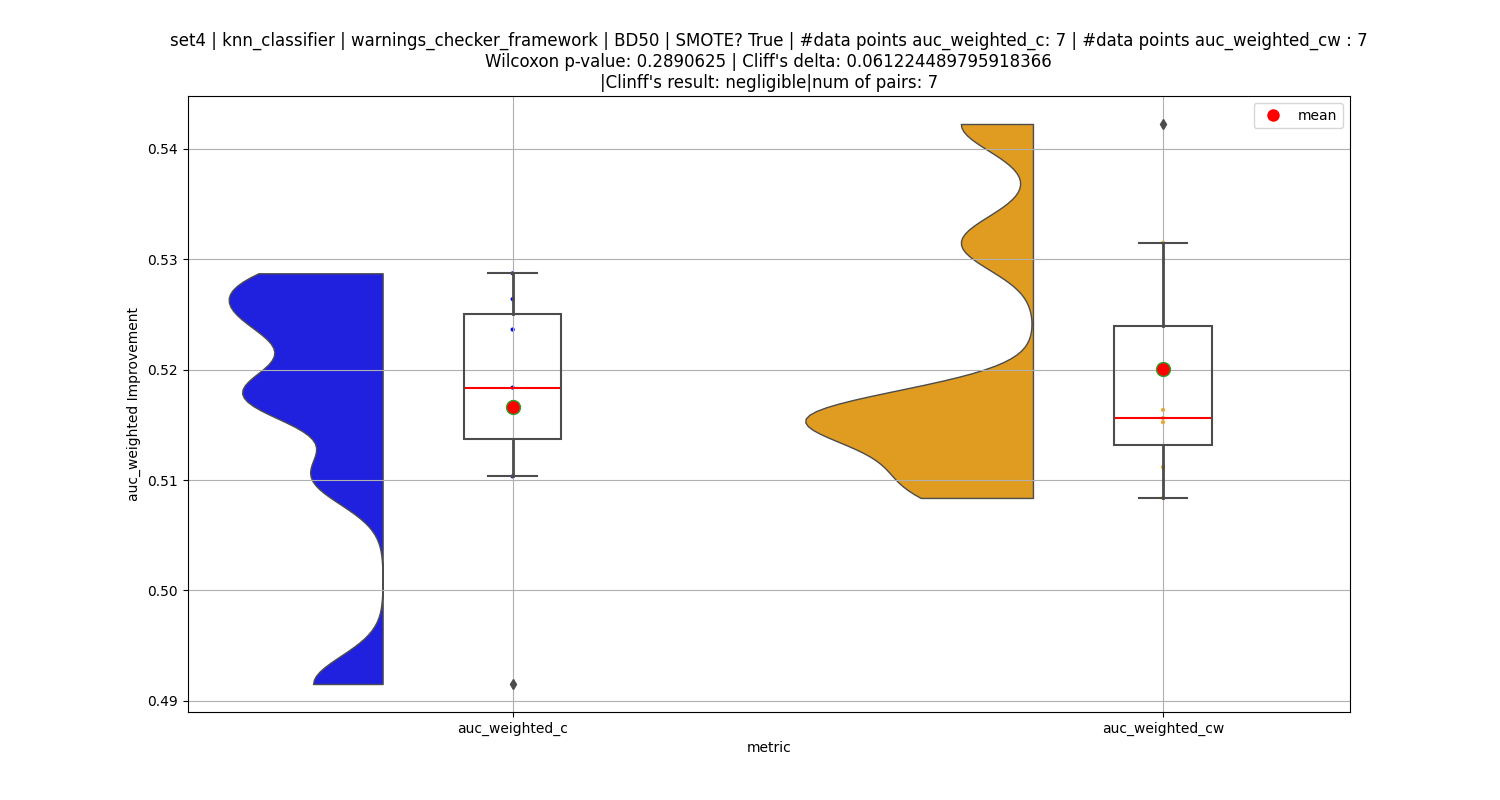 set4 | knn_classifier | warnings_checker_framework | BD50 | SMOTE? True | #data points auc_weighted_c: 7 | #data points auc_weighted_cw : 7
Wilcoxon p-value: 0.2890625 | Cliff's delta: 0.061224489795918366
|Clinff's result: negligible|num of pairs: 7
mean
0.54
0.53
0.52
0.51
0.50
0.49
auc_weighted Improvement
auc_weighted_c
auc_weighted_cw
metric